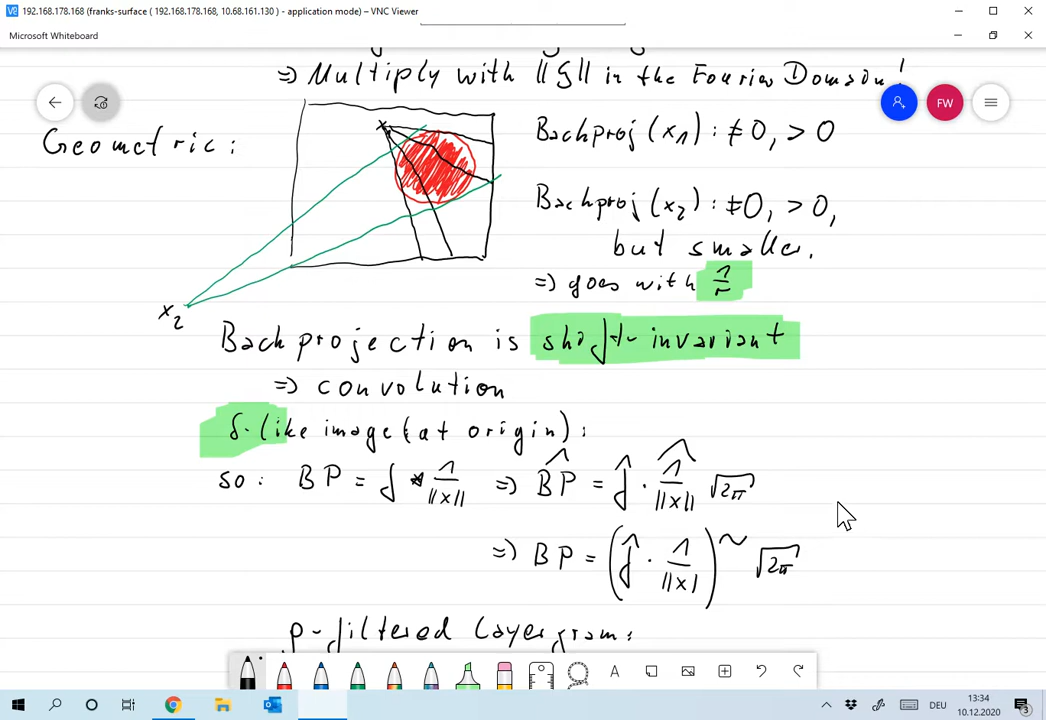 192.168.178.168 (franks-surface ( 192.168.178.168, 10.68.161.130 ) - application mode) – VNC Viewer
Microsoft Whiteboard
⇒ Multiply with ||ξ|| in the Fourier Domain!
FW
Geometric:
x
Backproj (x1) : ≠ 0, > 0
Backproj (x2) : ≠ 0, > 0,
but smaller.
⇒ goes with 1/r
x2
Backprojection is shift-invariant
⇒ convolution
δ-like image (at origin):
so: BP = f * 1/||x|| ⇒ B̂P = f̂ · (1/||x||)^ √2π
⇒ BP = (f̂ · 1/||x||)~ √2π
ρ-filtered Layergram:
A
DEU
13:34
10.12.2020
3